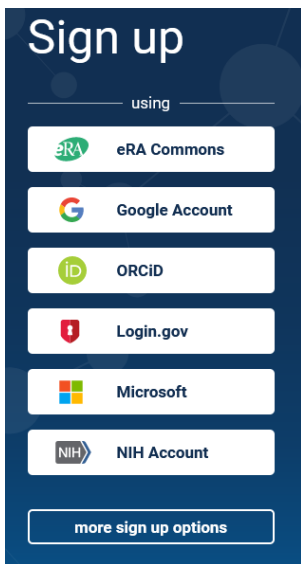 Sign up
using
eRA eRA Commons
Google Account
iD ORCiD
Login.gov
Microsoft
NIH NIH Account
more sign up options